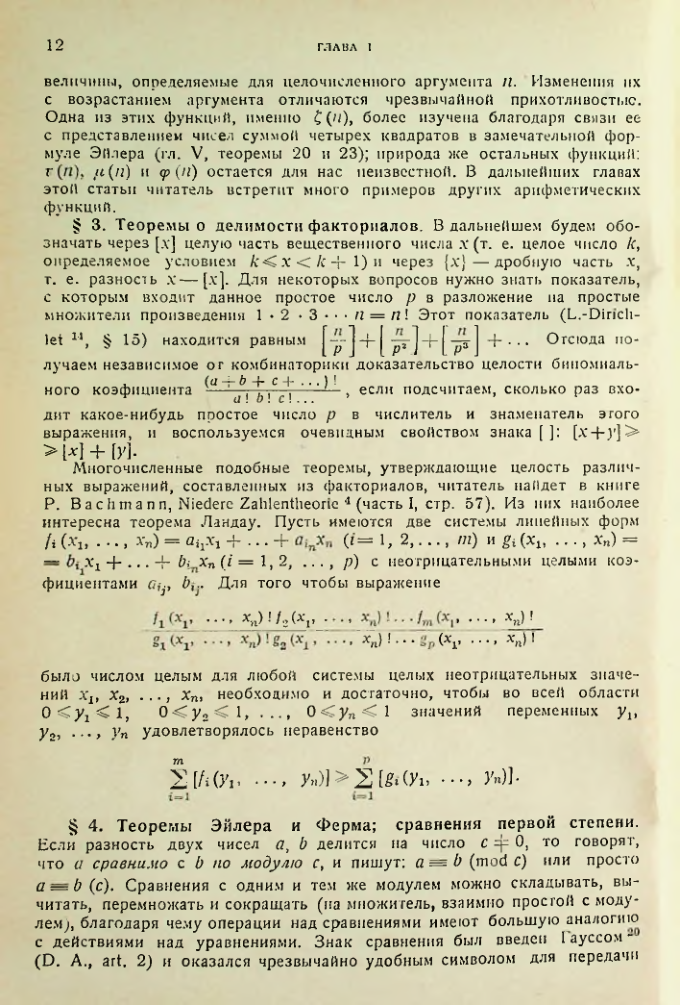 12 ГЛАВА I
величины, определяемые для целочисленного аргумента n. Изменения их
с возрастанием аргумента отличаются чрезвычайной прихотливостью.
Одна из этих функций, именно ζ(n), более изучена благодаря связи ее
с представлением чисел суммой четырех квадратов в замечательной фор-
муле Эйлера (гл. V, теоремы 20 и 23); природа же остальных функций:
τ(n), μ(n) и φ(n) остается для нас неизвестной. В дальнейших главах
этой статьи читатель встретит много примеров других арифметических
функций.
§ 3. Теоремы о делимости факториалов. В дальнейшем будем обо-
значать через [x] целую часть вещественного числа x (т. е. целое число k,
определяемое условием k ⩽ x < k + 1) и через {x} — дробную часть x,
т. е. разность x — [x]. Для некоторых вопросов нужно знать показатель,
с которым входит данное простое число p в разложение на простые
множители произведения 1 · 2 · 3 · · · n = n! Этот показатель (L.-Dirich-
let ¹⁴, § 15) находится равным [n/p] + [n/p²] + [n/p³] + ... Отсюда по-
лучаем независимое от комбинаторики доказательство целости биномиаль-
ного коэффициента (a + b + c + ...)! / a! b! c! ... , если подсчитаем, сколько раз вхо-
дит какое-нибудь простое число p в числитель и знаменатель этого
выражения, и воспользуемся очевидным свойством знака [ ]: [x+y] ⩾
⩾ [x] + [y].
Многочисленные подобные теоремы, утверждающие целость различ-
ных выражений, составленных из факториалов, читатель найдет в книге
P. Bachmann, Niedere Zahlentheorie ⁴ (часть I, стр. 57). Из них наиболее
интересна теорема Ландау. Пусть имеются две системы линейных форм
fᵢ (x₁, ..., xₙ) = aᵢ₁x₁ + ... + aᵢₙxₙ (i = 1, 2,..., m) и gᵢ (x₁, ..., xₙ) =
= bᵢ₁x₁ + ... + bᵢₙxₙ (i = 1, 2, ..., p) с неотрицательными целыми коэ-
фициентами aᵢⱼ, bᵢⱼ. Для того чтобы выражение
f₁ (x₁, ..., xₙ)! f₂ (x₁, ..., xₙ)! ... fₘ (x₁, ..., xₙ)!
g₁ (x₁, ..., xₙ)! g₂ (x₁, ..., xₙ)! ... gₚ (x₁, ..., xₙ)!
было числом целым для любой системы целых неотрицательных значе-
ний x₁, x₂, ..., xₙ, необходимо и достаточно, чтобы во всей области
0 ⩽ y₁ ⩽ 1, 0 ⩽ y₂ ⩽ 1, ..., 0 ⩽ yₙ ⩽ 1 значений переменных y₁,
y₂, ..., yₙ удовлетворялось неравенство
m p
∑ [fᵢ (y₁, ..., yₙ)] ⩾ ∑ [gᵢ (y₁, ..., yₙ)].
i=1 i=1
§ 4. Теоремы Эйлера и Ферма; сравнения первой степени.
Если разность двух чисел a, b делится на число c ≠ 0, то говорят,
что a сравнимо с b по модулю c, и пишут: a ≡ b (mod c) или просто
a ≡ b (c). Сравнения с одним и тем же модулем можно складывать, вы-
читать, перемножать и сокращать (на множитель, взаимно простой с моду-
лем), благодаря чему операции над сравнениями имеют большую аналогию
с действиями над уравнениями. Знак сравнения был введен Гауссом ²⁰
(D. A., art. 2) и оказался чрезвычайно удобным символом для передачи